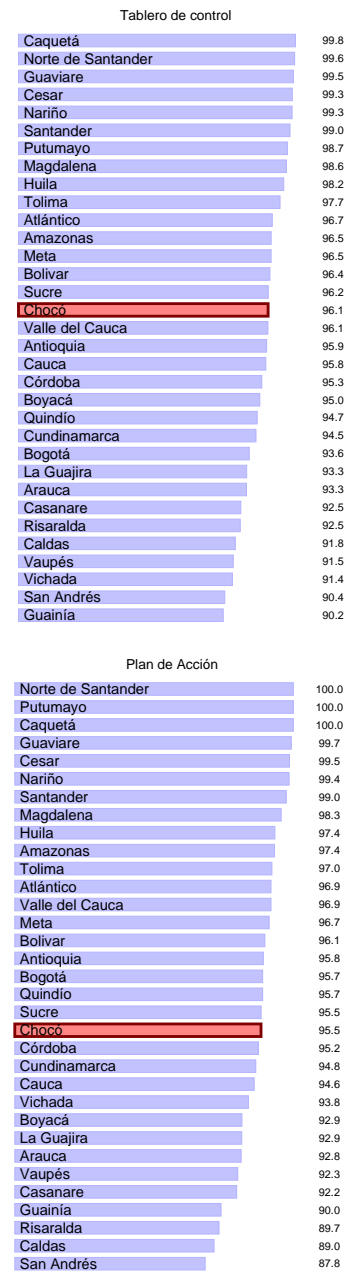 Tablero de control
Caquetá 99.8
Norte de Santander 99.6
Guaviare 99.5
Cesar 99.3
Nariño 99.3
Santander 99.0
Putumayo 98.7
Magdalena 98.6
Huila 98.2
Tolima 97.7
Atlántico 96.7
Amazonas 96.5
Meta 96.5
Bolivar 96.4
Sucre 96.2
Chocó 96.1
Valle del Cauca 96.1
Antioquia 95.9
Cauca 95.8
Córdoba 95.3
Boyacá 95.0
Quindío 94.7
Cundinamarca 94.5
Bogotá 93.6
La Guajira 93.3
Arauca 93.3
Casanare 92.5
Risaralda 92.5
Caldas 91.8
Vaupés 91.5
Vichada 91.4
San Andrés 90.4
Guainía 90.2
Plan de Acción
Norte de Santander 100.0
Putumayo 100.0
Caquetá 100.0
Guaviare 99.7
Cesar 99.5
Nariño 99.4
Santander 99.0
Magdalena 98.3
Huila 97.4
Amazonas 97.4
Tolima 97.0
Atlántico 96.9
Valle del Cauca 96.9
Meta 96.7
Bolivar 96.1
Antioquia 95.8
Bogotá 95.7
Quindío 95.7
Sucre 95.5
Chocó 95.5
Córdoba 95.2
Cundinamarca 94.8
Cauca 94.6
Vichada 93.8
Boyacá 92.9
La Guajira 92.9
Arauca 92.8
Vaupés 92.3
Casanare 92.2
Guainía 90.0
Risaralda 89.7
Caldas 89.0
San Andrés 87.8